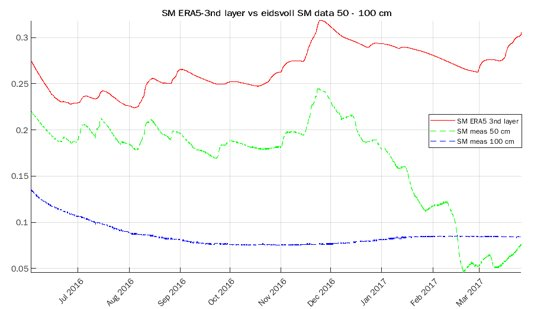 SM ERA5-3nd layer vs eidsvoll SM data 50 - 100 cm
0.3
0.25
0.2
0.15
0.1
0.05
SM ERA5 3nd layer
SM meas 50 cm
SM meas 100 cm
Jul 2016
Aug 2016
Sep 2016
Oct 2016
Nov 2016
Dec 2016
Jan 2017
Feb 2017
Mar 2017